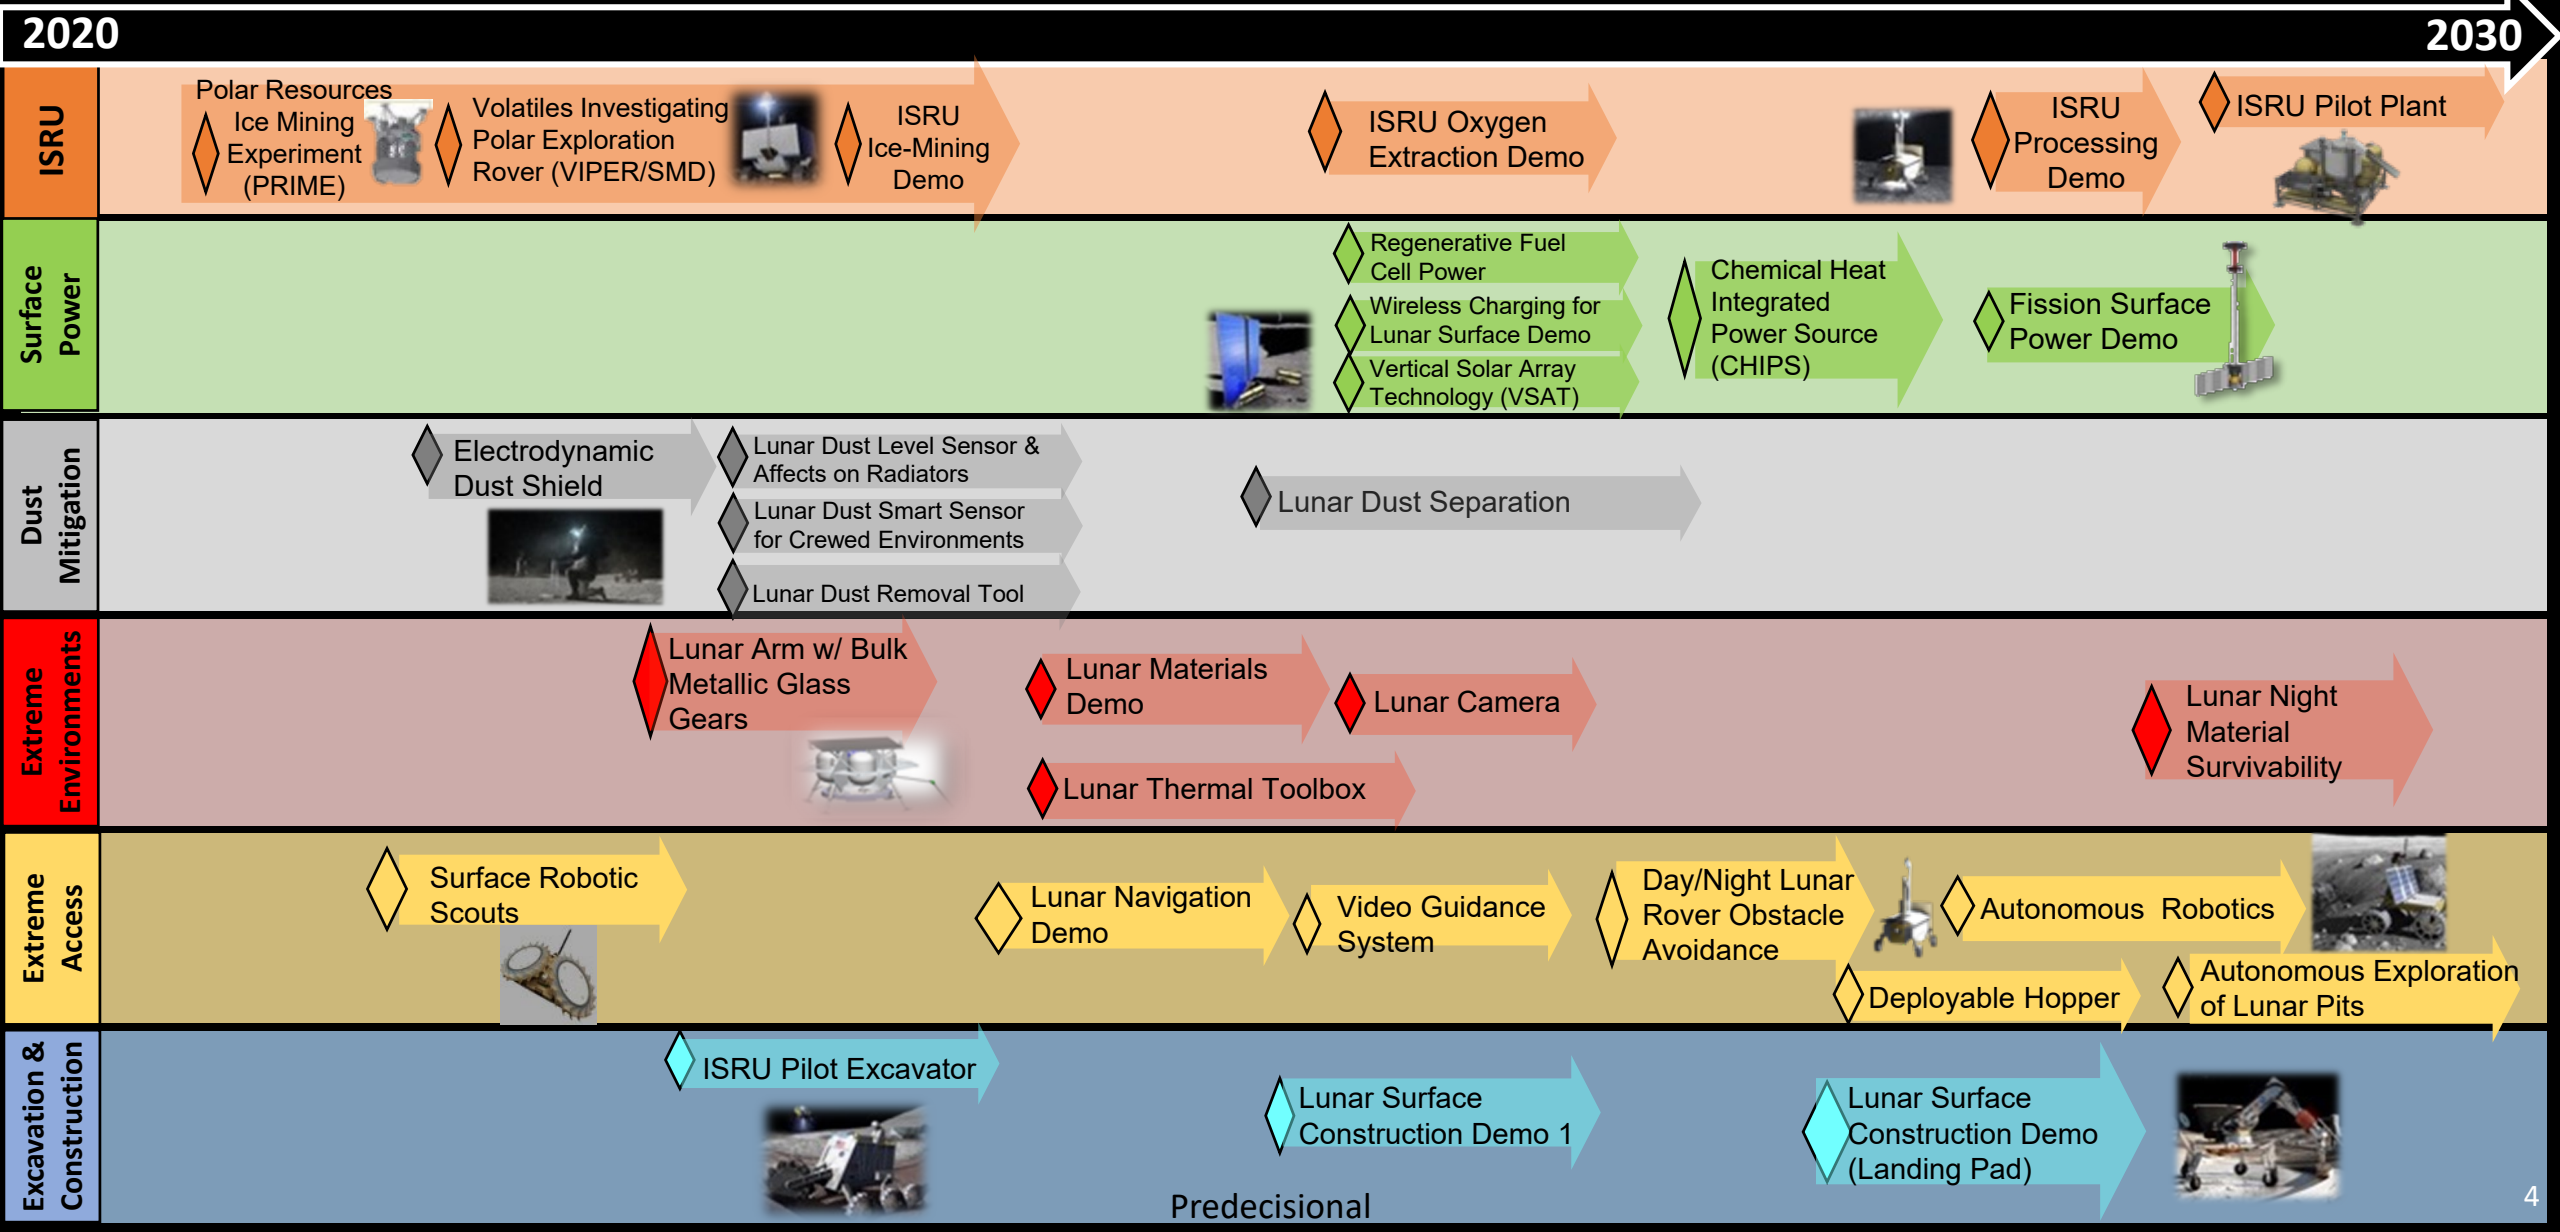 2020
2030
ISRU
Polar Resources
Ice Mining
Experiment
(PRIME)
Volatiles Investigating
Polar Exploration
Rover (VIPER/SMD)
ISRU
Ice-Mining
Demo
ISRU Oxygen
Extraction Demo
ISRU
Processing
Demo
ISRU Pilot Plant
Surface
Power
Regenerative Fuel
Cell Power
Wireless Charging for
Lunar Surface Demo
Vertical Solar Array
Technology (VSAT)
Chemical Heat
Integrated
Power Source
(CHIPS)
Fission Surface
Power Demo
Dust
Mitigation
Electrodynamic
Dust Shield
Lunar Dust Level Sensor &
Affects on Radiators
Lunar Dust Smart Sensor
for Crewed Environments
Lunar Dust Removal Tool
Lunar Dust Separation
Extreme
Environments
Lunar Arm w/ Bulk
Metallic Glass
Gears
Lunar Materials
Demo
Lunar Camera
Lunar Thermal Toolbox
Lunar Night
Material
Survivability
Extreme
Access
Surface Robotic
Scouts
Lunar Navigation
Demo
Video Guidance
System
Day/Night Lunar
Rover Obstacle
Avoidance
Autonomous Robotics
Deployable Hopper
Autonomous Exploration
of Lunar Pits
Excavation &
Construction
ISRU Pilot Excavator
Lunar Surface
Construction Demo 1
Lunar Surface
Construction Demo
(Landing Pad)
Predecisional
4